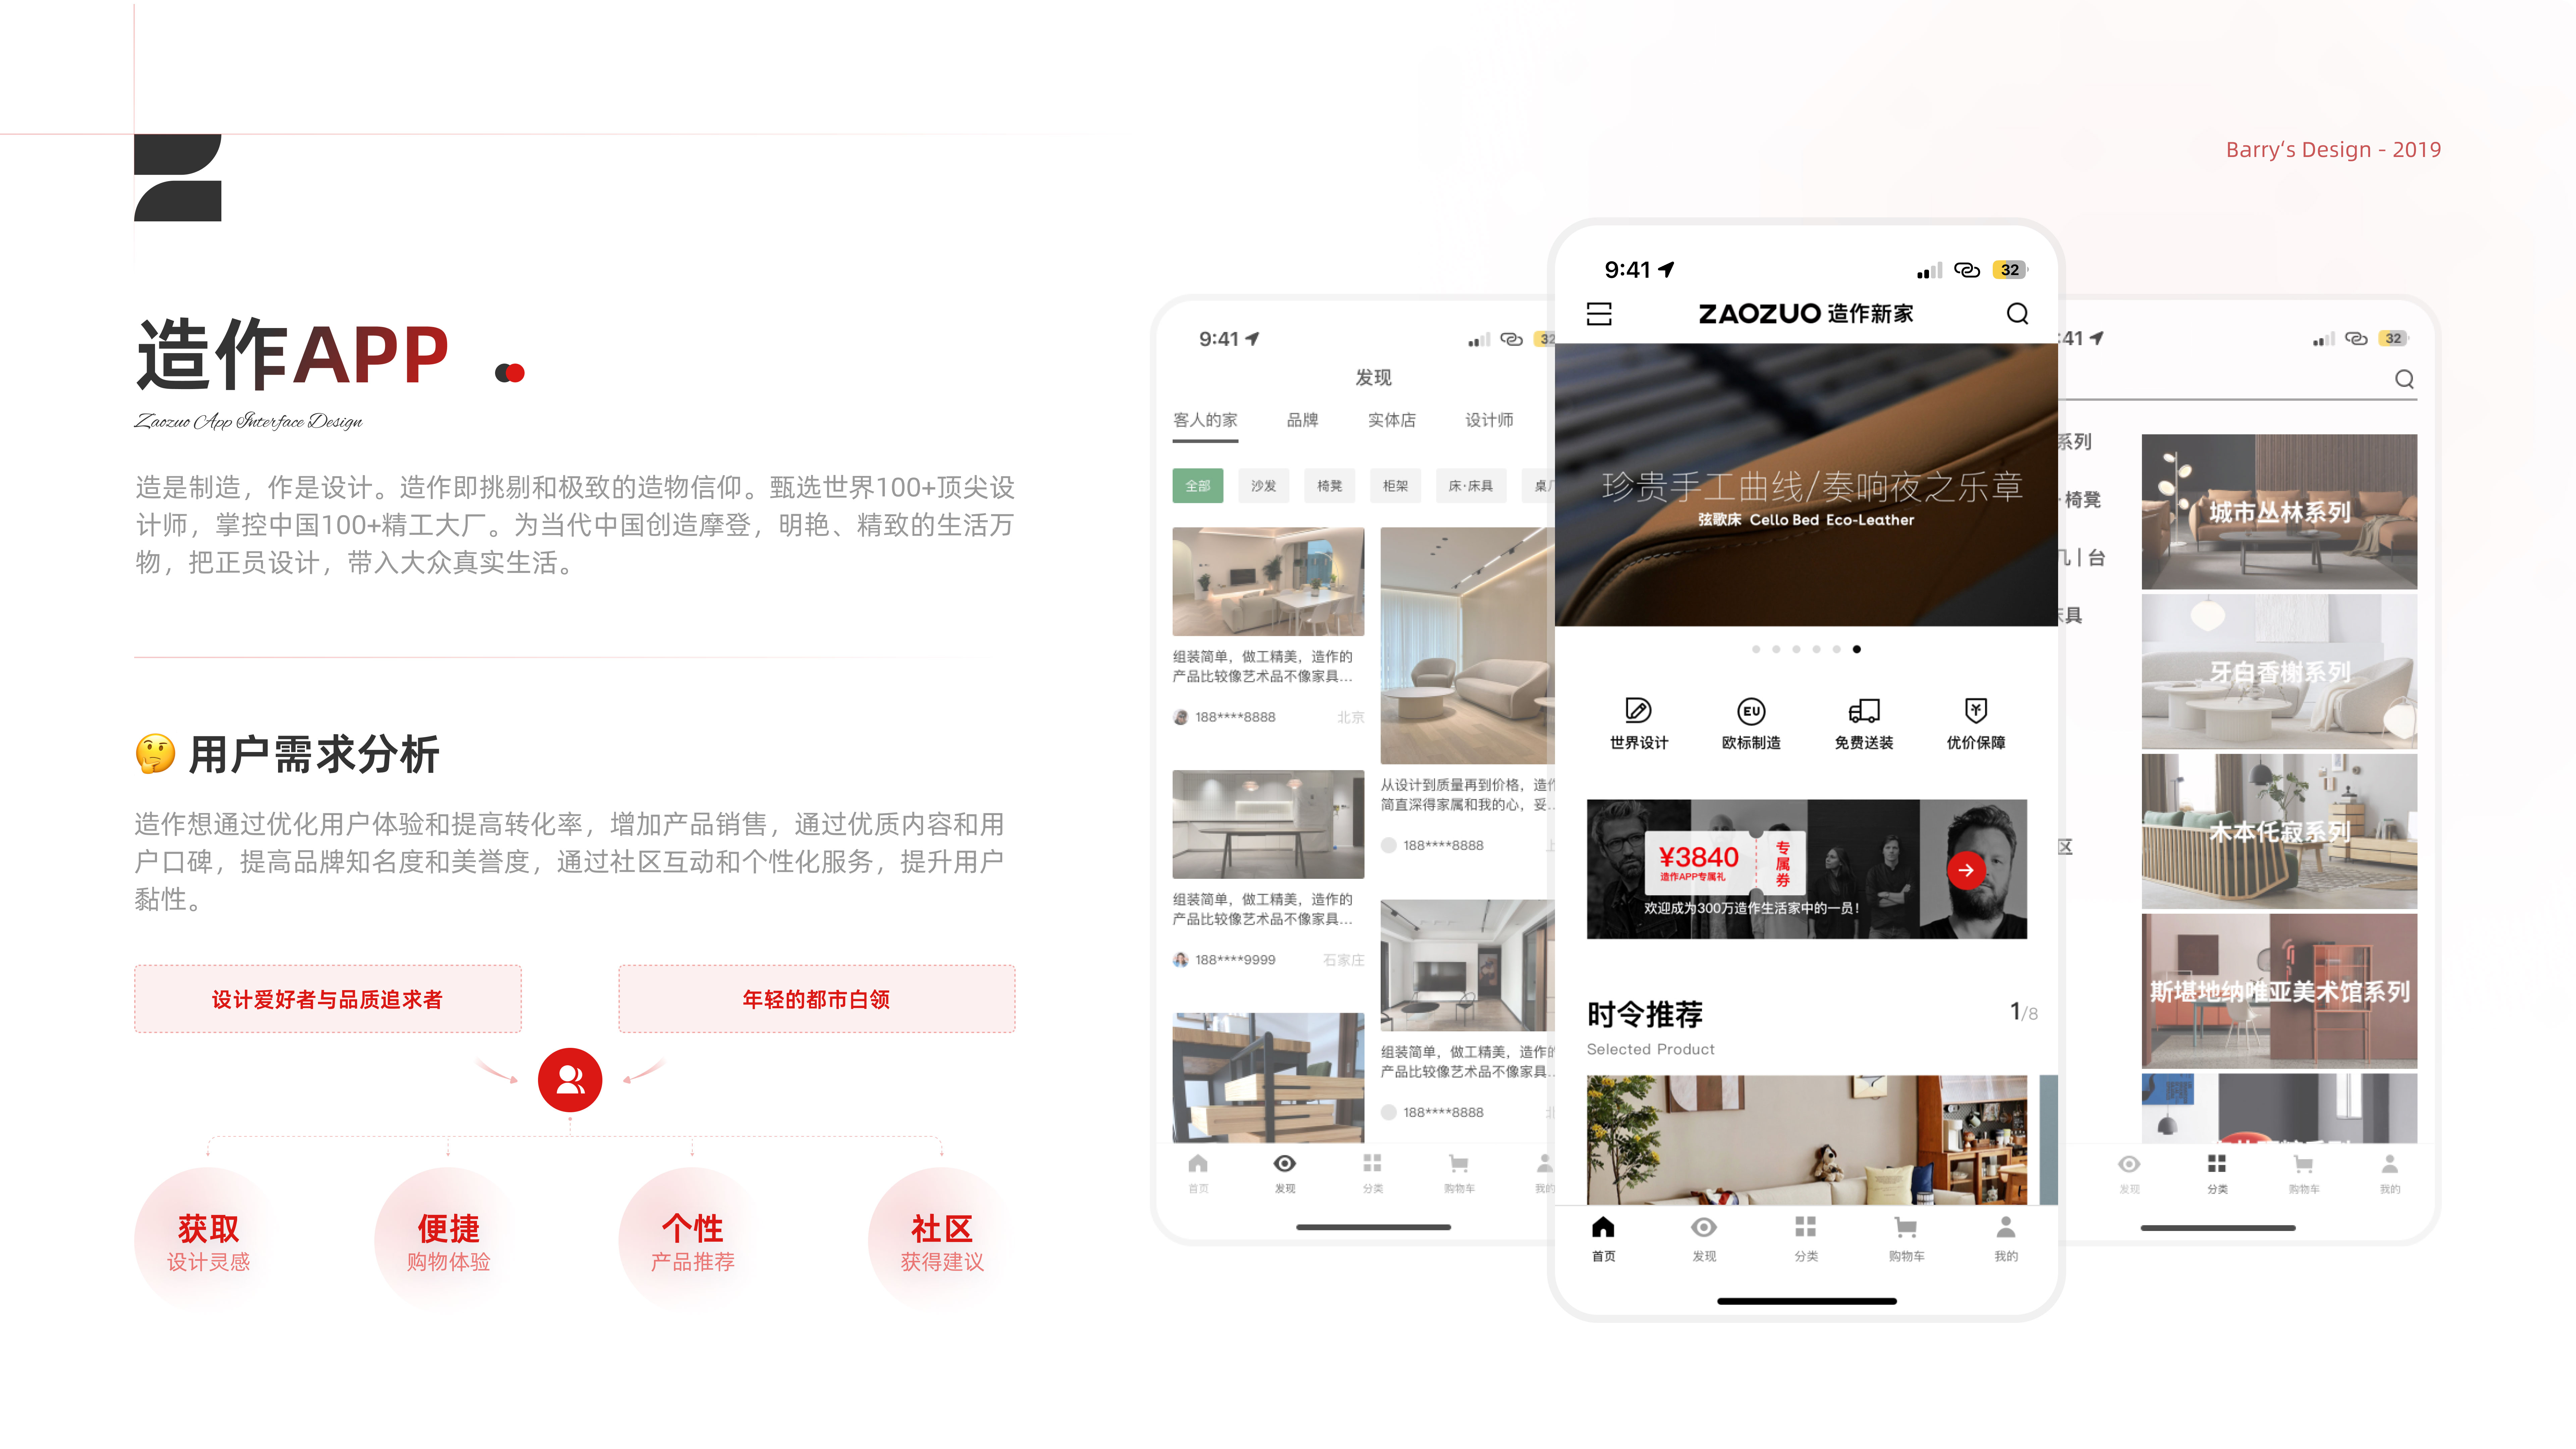 Barry's Design - 2019
造作APP
Zaozuo App Interface Design
造是制造，作是设计。造作即挑剔和极致的造物信仰。甄选世界100+顶尖设
计师，掌控中国100+精工大厂。为当代中国创造摩登，明艳、精致的生活万
物，把正员设计，带入大众真实生活。
用户需求分析
造作想通过优化用户体验和提高转化率，增加产品销售，通过优质内容和用
户口碑，提高品牌知名度和美誉度，通过社区互动和个性化服务，提升用户
黏性。
设计爱好者与品质追求者
年轻的都市白领
获取
设计灵感
便捷
购物体验
个性
产品推荐
社区
获得建议
9:41
32
发现
客人的家 品牌 实体店 设计师
全部 沙发 椅凳 柜架 床·床具
组装简单，做工精美，造作的
产品比较像艺术品不像家具...
188****8888 北京
组装简单，做工精美，造作的
产品比较像艺术品不像家具...
188****9999 石家庄
从设计到质量再到价格，造作
简直深得家属和我的心，妥...
188****8888
组装简单，做工精美，造作的
产品比较像艺术品不像家具...
188****8888
首页 发现 分类 购物车 我的
9:41
32
ZAOZUO 造作新家
珍贵手工曲线/奏响夜之乐章
弦歌床 Cello Bed Eco-Leather
EU
世界设计 欧标制造 免费送装 优价保障
¥3840
造作APP专属礼
专属券
欢迎成为300万造作生活家中的一员！
时令推荐
1/8
Selected Product
首页 发现 分类 购物车 我的
:41
32
系列
椅凳
几|台
具
区
城市丛林系列
牙白香榭系列
木本仛寂系列
斯堪地纳唯亚美术馆系列
发现 分类 购物车 我的